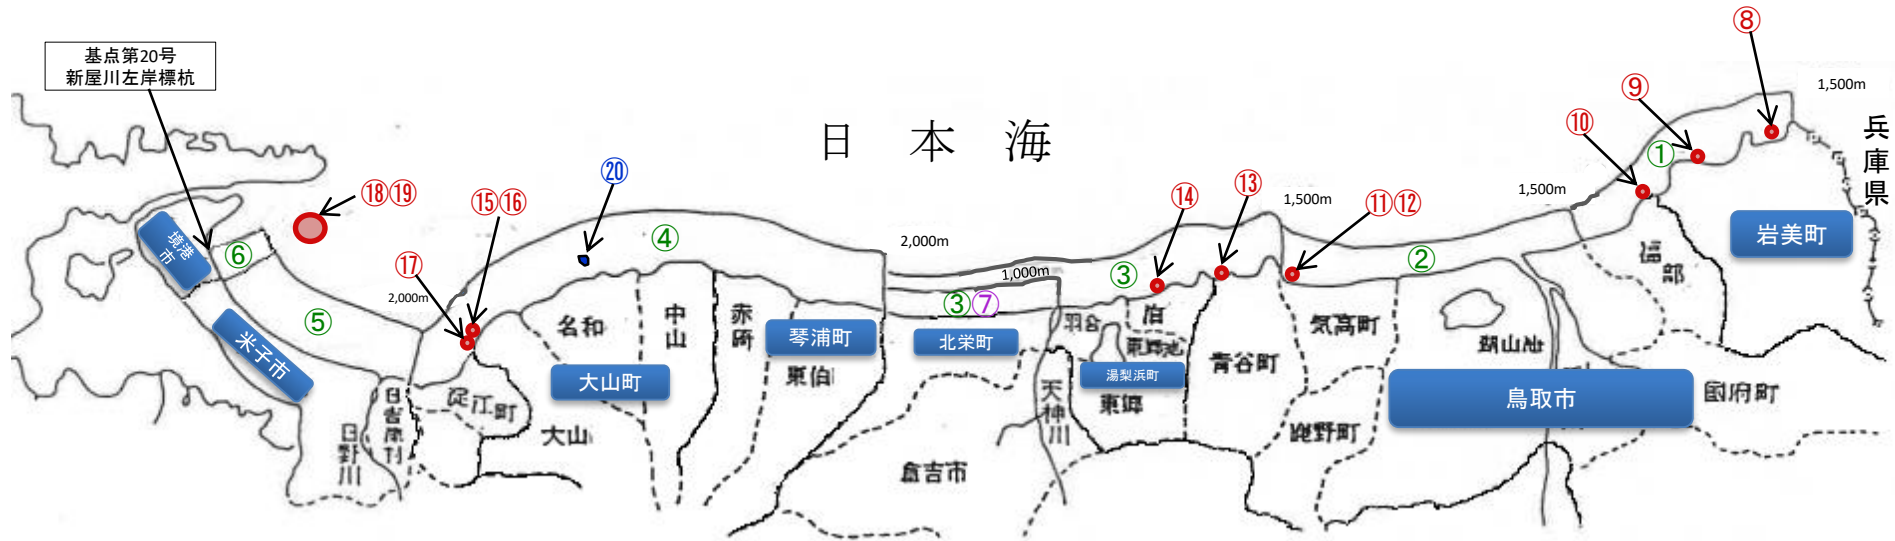 基点第20号
新屋川左岸標杭
日本海
兵庫県
1,500m
⑧
⑨
⑩
①
1,500m
⑪⑫
1,500m
②
⑬
⑭
③
1,000m
2,000m
③⑦
④
⑳
⑮⑯
⑰
2,000m
⑱⑲
⑥
⑤
境港市
米子市
日野川
日吉津村
淀江町
大山
名和
大山町
中山
赤碕
琴浦町
東伯
北栄町
倉吉市
天神川
羽合
泊
東郷池
湯梨浜町
東郷
青谷町
気高町
鹿野町
湖山池
鳥取市
国府町
福部
岩美町